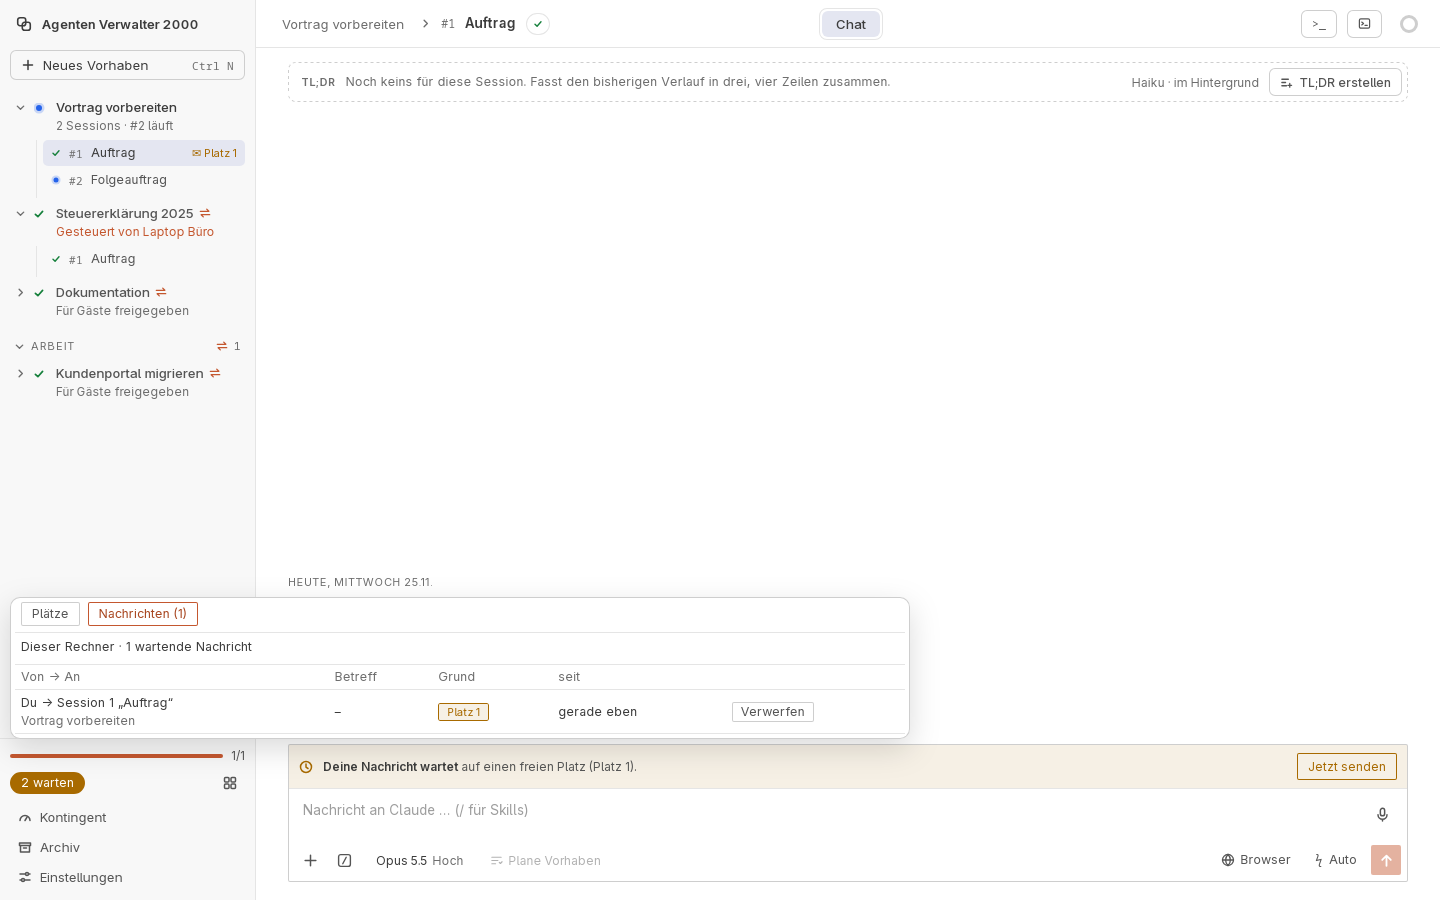 Agenten Verwalter 2000
Neues Vorhaben Ctrl N
Vortrag vorbereiten
2 Sessions · #2 läuft
#1 Auftrag ✉ Platz 1
#2 Folgeauftrag
Steuererklärung 2025
Gesteuert von Laptop Büro
#1 Auftrag
Dokumentation
Für Gäste freigegeben
ARBEIT 1
Kundenportal migrieren
Für Gäste freigegeben
Vortrag vorbereiten > #1 Auftrag
Chat
>_
TL;DR Noch keins für diese Session. Fasst den bisherigen Verlauf in drei, vier Zeilen zusammen. Haiku · im Hintergrund TL;DR erstellen
HEUTE, MITTWOCH 25.11.
Plätze Nachrichten (1)
Dieser Rechner · 1 wartende Nachricht
Von → An Betreff Grund seit
Du → Session 1 „Auftrag“ – Platz 1 gerade eben Verwerfen
Vortrag vorbereiten
1/1
2 warten
Kontingent
Archiv
Einstellungen
Deine Nachricht wartet auf einen freien Platz (Platz 1). Jetzt senden
Nachricht an Claude … (/ für Skills)
Opus 5.5 Hoch Plane Vorhaben Browser Auto